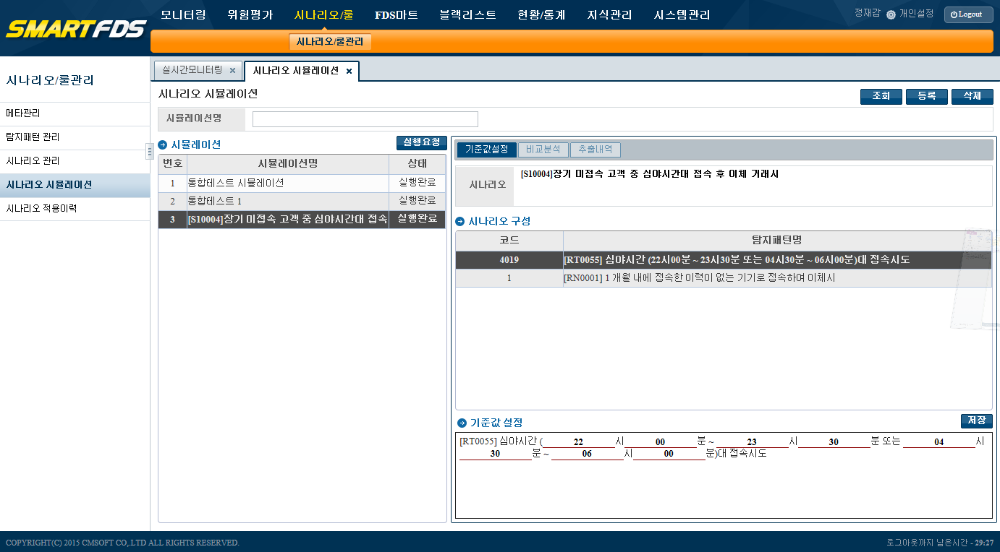 SMARTFDS
모니터링 위험평가 시나리오/룰 FDS마트 블랙리스트 현황/통계 지식관리 시스템관리
정재갑 개인설정 Logout
시나리오/룰관리
시나리오/룰관리
메타관리
탐지패턴 관리
시나리오 관리
시나리오 시뮬레이션
시나리오 적용이력
실시간모니터링 × 시나리오 시뮬레이션 ×
시나리오 시뮬레이션
조회 등록 삭제
시뮬레이션명
시뮬레이션 실행요청
번호 시뮬레이션명 상태
1 통합테스트 시뮬레이션 실행완료
2 통합테스트 1 실행완료
3 [S10004]장기 미접속 고객 중 심야시간대 접속 실행완료
기준값설정 비교분석 추출내역
시나리오 [S10004]장기 미접속 고객 중 심야시간대 접속 후 이체 거래시
시나리오 구성
코드 탐지패턴명
4019 [RT0055] 심야시간 (22시00분 ~ 23시30분 또는 04시30분 ~ 06시00분)대 접속시도
1 [RN0001] 1 개월 내에 접속한 이력이 없는 기기로 접속하며 이체시
기준값 설정 저장
[RT0055] 심야시간 ( 22 시 00 분 ~ 23 시 30 분 또는 04 시
30 분 ~ 06 시 00 분)대 접속시도
COPYRIGHT(C) 2015 CMSOFT CO,.LTD ALL RIGHTS RESERVED.
로그아웃까지 남은시간 - 29:27